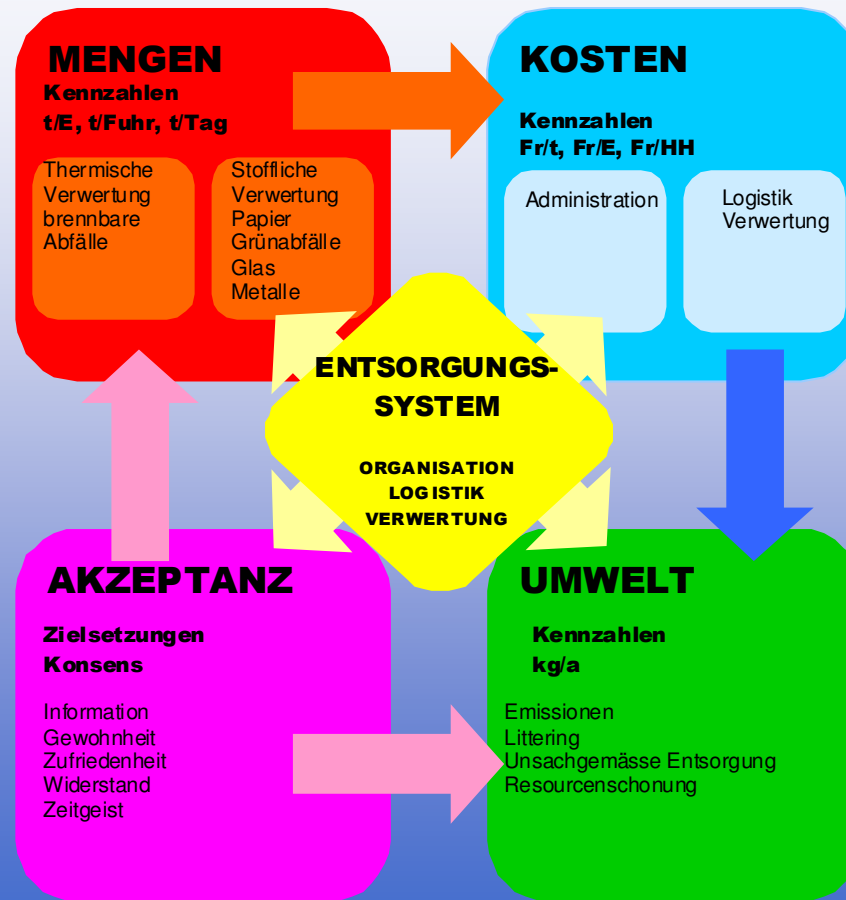 MENGEN
Kennzahlen
t/E, t/Fuhr, t/Tag
Thermische
Verwertung
brennbare
Abfälle
Stoffliche
Verwertung
Papier
Grünabfälle
Glas
Metalle
KOSTEN
Kennzahlen
Fr/t, Fr/E, Fr/HH
Administration
Logistik
Verwertung
ENTSORGUNGS-
SYSTEM
ORGANISATION
LOGISTIK
VERWERTUNG
AKZEPTANZ
Zielsetzungen
Konsens
Information
Gewohnheit
Zufriedenheit
Widerstand
Zeitgeist
UMWELT
Kennzahlen
kg/a
Emissionen
Littering
Unsachgemässe Entsorgung
Resourcenschonung